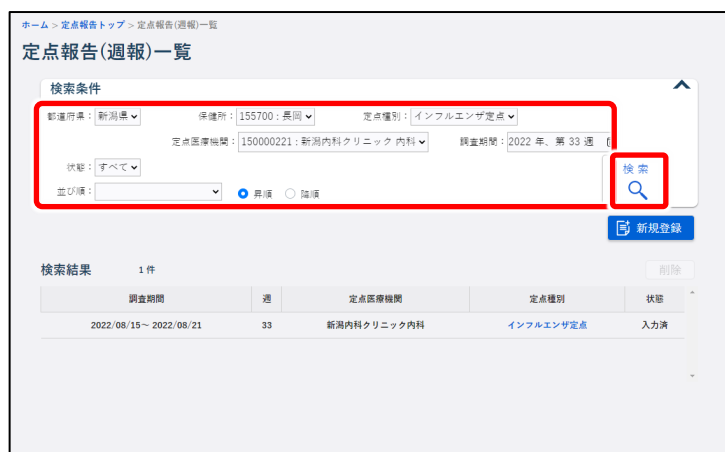 ホーム > 定点報告トップ > 定点報告(週報)一覧
定点報告(週報)一覧
検索条件
都道府県： 新潟県 保健所： 155700：長岡 定点種別： インフルエンザ定点
定点医療機関： 150000221：新潟内科クリニック 内科 調査期間： 2022 年、第 33 週
状態： すべて
並び順： 昇順 降順
検索
新規登録
検索結果 1 件 削除
調査期間 週 定点医療機関 定点種別 状態
2022/08/15～ 2022/08/21 33 新潟内科クリニック内科 インフルエンザ定点 入力済